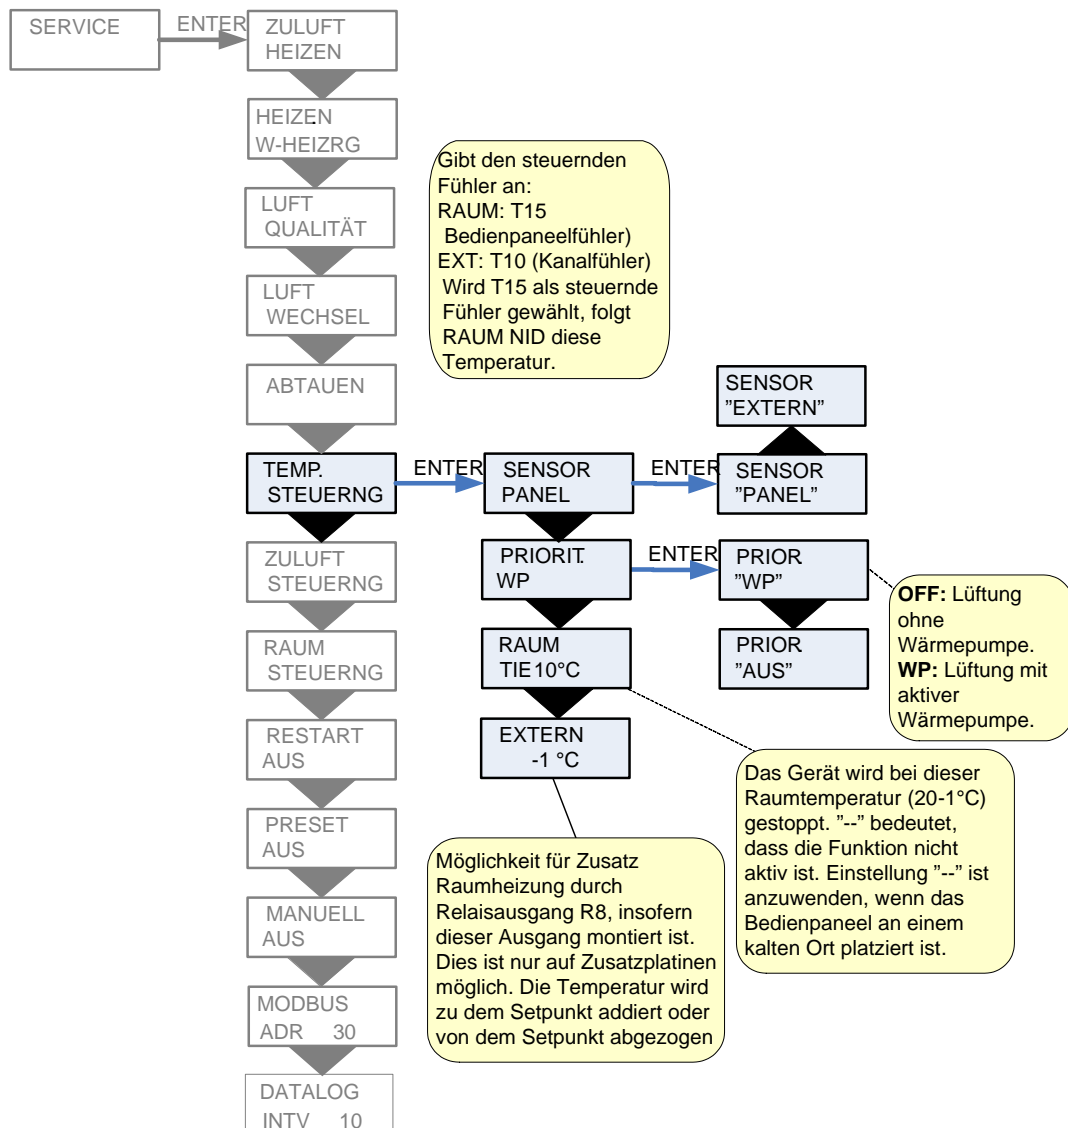 SERVICE
ENTER
ZULUFT
HEIZEN
HEIZEN
W-HEIZRG
LUFT
QUALITÄT
LUFT
WECHSEL
ABTAUEN
Gibt den steuernden
Fühler an:
RAUM: T15
Bedienpaneelfühler)
EXT: T10 (Kanalfühler)
Wird T15 als steuernde
Fühler gewählt, folgt
RAUM NID diese
Temperatur.
TEMP.
STEUERNG
ENTER
SENSOR
PANEL
ENTER
SENSOR
"PANEL"
SENSOR
"EXTERN"
PRIORIT.
WP
ENTER
PRIOR.
"WP"
PRIOR.
"AUS"
OFF: Lüftung
ohne
Wärmepumpe.
WP: Lüftung mit
aktiver
Wärmepumpe.
RAUM
TIE10°C
Das Gerät wird bei dieser
Raumtemperatur (20-1°C)
gestoppt. "--" bedeutet,
dass die Funktion nicht
aktiv ist. Einstellung "--" ist
anzuwenden, wenn das
Bedienpaneel an einem
kalten Ort platziert ist.
EXTERN
-1 °C
Möglichkeit für Zusatz
Raumheizung durch
Relaisausgang R8, insofern
dieser Ausgang montiert ist.
Dies ist nur auf Zusatzplatinen
möglich. Die Temperatur wird
zu dem Setpunkt addiert oder
von dem Setpunkt abgezogen
ZULUFT
STEUERNG
RAUM
STEUERNG
RESTART
AUS
PRESET
AUS
MANUELL
AUS
MODBUS
ADR 30
DATALOG
INTV 10